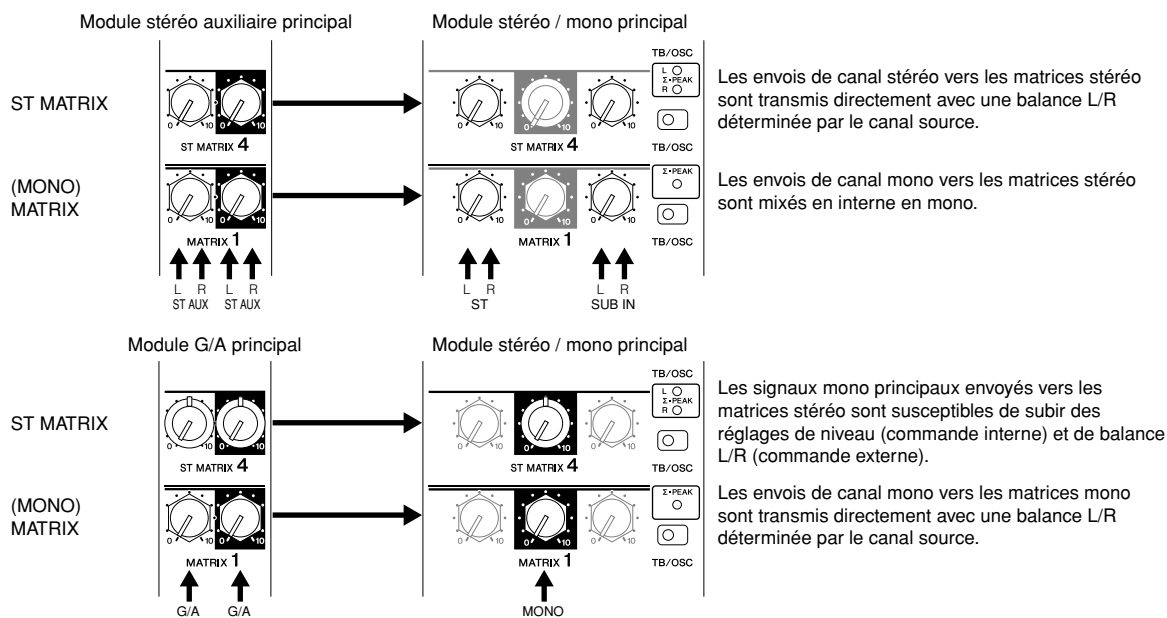 Module stéréo auxiliaire principal
Module stéréo / mono principal
TB/OSC
L
Σ•PEAK
R
ST MATRIX
0 10 0 10
ST MATRIX 4
0 10 0 10 0 10
ST MATRIX 4
TB/OSC
Les envois de canal stéréo vers les matrices stéréo
sont transmis directement avec une balance L/R
déterminée par le canal source.
(MONO)
MATRIX
0 10 0 10
MATRIX 1
0 10 0 10 0 10
MATRIX 1
Σ•PEAK
TB/OSC
Les envois de canal mono vers les matrices stéréo
sont mixés en interne en mono.
L R L R
ST AUX ST AUX
L R
ST
L R
SUB IN
Module G/A principal
Module stéréo / mono principal
TB/OSC
L
Σ•PEAK
R
ST MATRIX
0 10 0 10
ST MATRIX 4
0 10 0 10 0 10
ST MATRIX 4
TB/OSC
Les signaux mono principaux envoyés vers les
matrices stéréo sont susceptibles de subir des
réglages de niveau (commande interne) et de balance
L/R (commande externe).
(MONO)
MATRIX
0 10 0 10
MATRIX 1
0 10 0 10 0 10
MATRIX 1
Σ•PEAK
TB/OSC
Les envois de canal mono vers les matrices mono
sont transmis directement avec une balance L/R
déterminée par le canal source.
G/A G/A
MONO